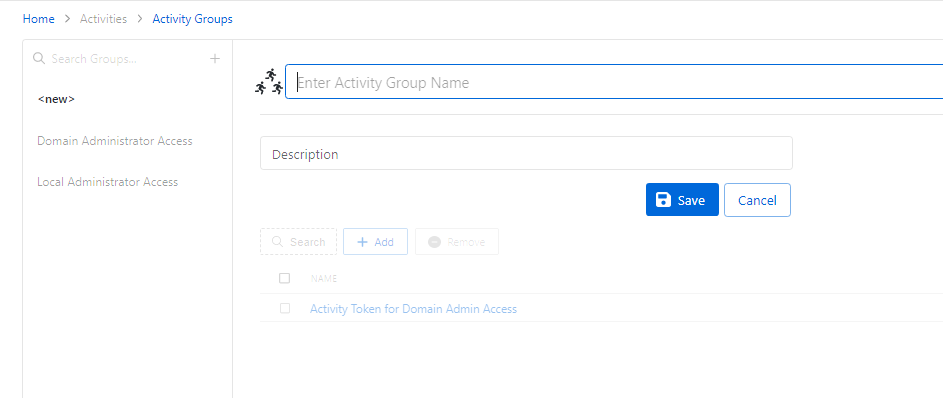 Home > Activities > Activity Groups
Search Groups...
+
<new>
Domain Administrator Access
Local Administrator Access
Enter Activity Group Name
Description
Save
Cancel
Search
+ Add
Remove
NAME
Activity Token for Domain Admin Access